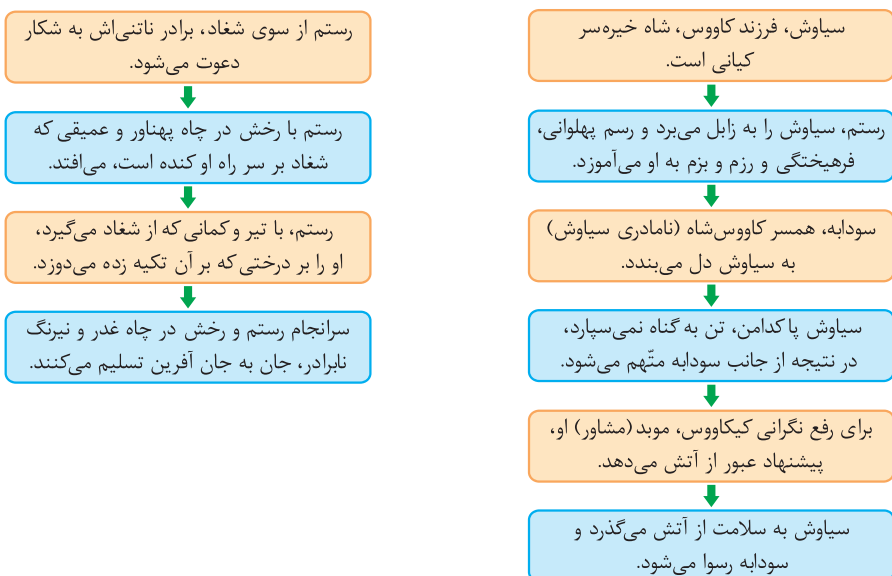 سیاوش، فرزند کاووس، شاه خیره‌سر
کیانی است.
رستم، سیاوش را به زابل می‌برد و رسم پهلوانی،
فرهیختگی و رزم و بزم به او می‌آموزد.
سودابه، همسر کاووس‌شاه (نامادری سیاوش)
به سیاوش دل می‌بندد.
سیاوش پاکدامن، تن به گناه نمی‌سپارد،
در نتیجه از جانب سودابه متّهم می‌شود.
برای رفع نگرانی کیکاووس، موبد (مشاور) او،
پیشنهاد عبور از آتش می‌دهد.
سیاوش به سلامت از آتش می‌گذرد و
سودابه رسوا می‌شود.
رستم از سوی شغاد، برادر ناتنی‌اش به شکار
دعوت می‌شود.
رستم با رخش در چاه پهناور و عمیقی که
شغاد بر سر راه او کنده است، می‌افتد.
رستم، با تیر و کمانی که از شغاد می‌گیرد،
او را بر درختی که بر آن تکیه زده می‌دوزد.
سرانجام رستم و رخش در چاه غدر و نیرنگ
نابرادر، جان به جان آفرین تسلیم می‌کنند.